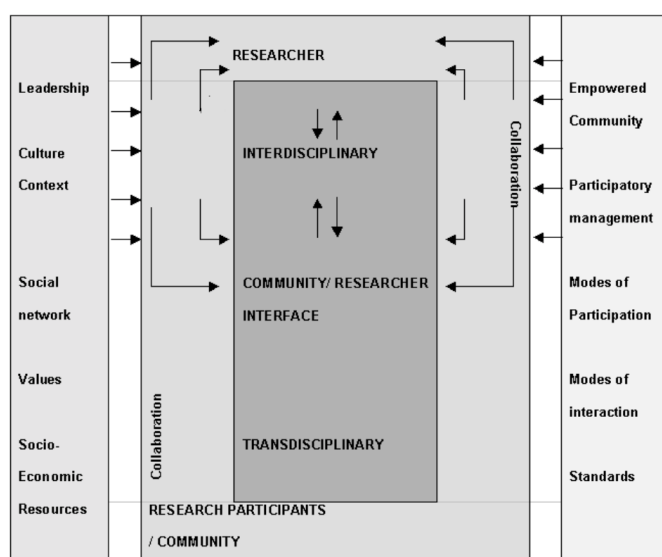 RESEARCHER
Leadership
Culture
Context
Social
network
Values
Socio-
Economic
Resources
Collaboration
INTERDISCIPLINARY
COMMUNITY/ RESEARCHER
INTERFACE
TRANSDISCIPLINARY
RESEARCH PARTICIPANTS
/ COMMUNITY
Collaboration
Empowered
Community
Participatory
management
Modes of
Participation
Modes of
interaction
Standards